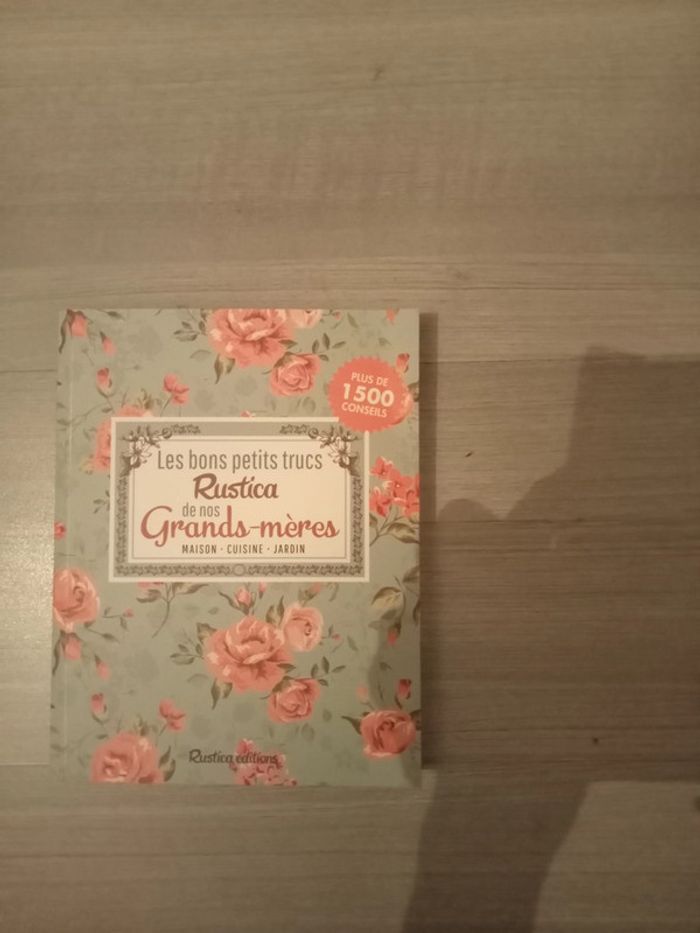 PLUS DE
1500
CONSEILS
Les bons petits trucs
Rustica
de nos
Grands-mères
MAISON · CUISINE · JARDIN
Rustica éditions